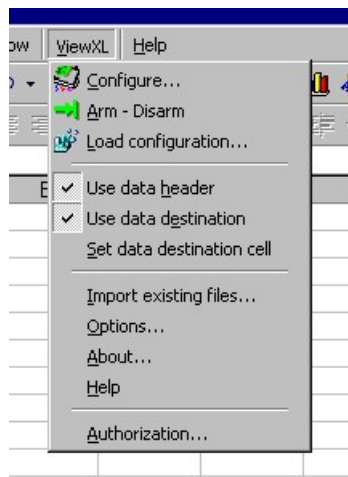 ow ViewXL Help
Configure...
Arm - Disarm
Load configuration...
E
Use data header
Use data destination
Set data destination cell
Import existing files...
Options...
About...
Help
Authorization...